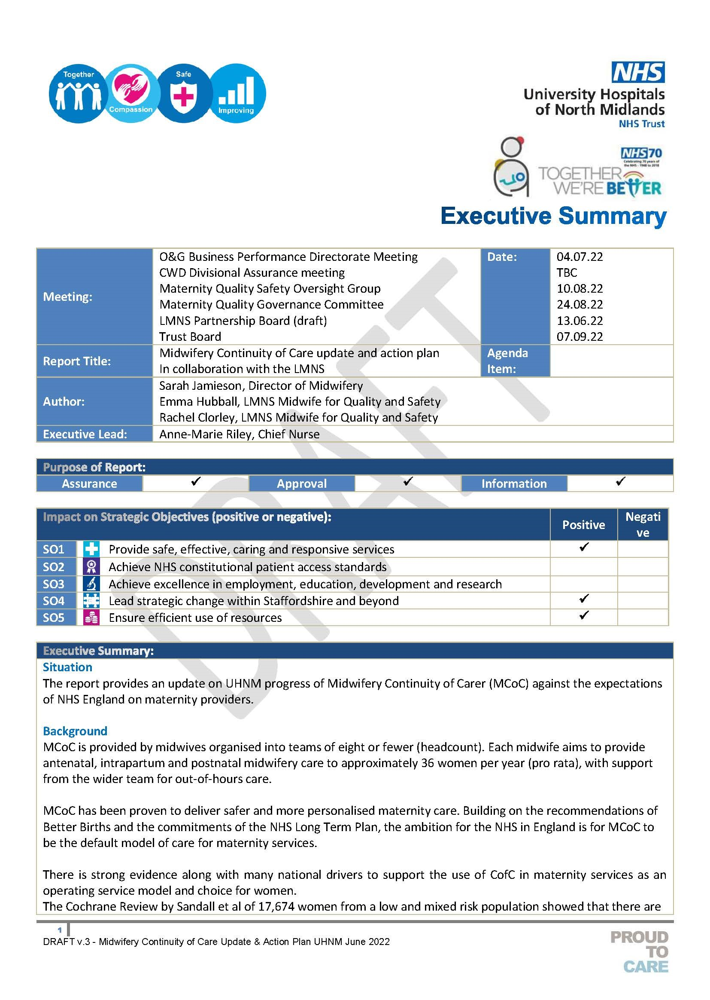 Together
Compassion
Safe
Improving
NHS
University Hospitals
of North Midlands
NHS Trust
NHS70
Celebrating 70 years of
the NHS - 1948 to 2018
TOGETHER
WE'RE BETTER
Executive Summary
Meeting:
O&G Business Performance Directorate Meeting
CWD Divisional Assurance meeting
Maternity Quality Safety Oversight Group
Maternity Quality Governance Committee
LMNS Partnership Board (draft)
Trust Board
Date:
04.07.22
TBC
10.08.22
24.08.22
13.06.22
07.09.22
Report Title:
Midwifery Continuity of Care update and action plan
In collaboration with the LMNS
Agenda
Item:
Author:
Sarah Jamieson, Director of Midwifery
Emma Hubball, LMNS Midwife for Quality and Safety
Rachel Clorley, LMNS Midwife for Quality and Safety
Executive Lead:
Anne-Marie Riley, Chief Nurse
Purpose of Report:
Assurance ✓ Approval ✓ Information ✓
Impact on Strategic Objectives (positive or negative):
Positive
Negati
ve
SO1 Provide safe, effective, caring and responsive services ✓
SO2 Achieve NHS constitutional patient access standards
SO3 Achieve excellence in employment, education, development and research
SO4 Lead strategic change within Staffordshire and beyond ✓
SO5 Ensure efficient use of resources ✓
Executive Summary:
Situation
The report provides an update on UHNM progress of Midwifery Continuity of Carer (MCoC) against the expectations
of NHS England on maternity providers.
Background
MCoC is provided by midwives organised into teams of eight or fewer (headcount). Each midwife aims to provide
antenatal, intrapartum and postnatal midwifery care to approximately 36 women per year (pro rata), with support
from the wider team for out-of-hours care.
MCoC has been proven to deliver safer and more personalised maternity care. Building on the recommendations of
Better Births and the commitments of the NHS Long Term Plan, the ambition for the NHS in England is for MCoC to
be the default model of care for maternity services.
There is strong evidence along with many national drivers to support the use of CofC in maternity services as an
operating service model and choice for women.
The Cochrane Review by Sandall et al of 17,674 women from a low and mixed risk population showed that there are
DRAFT
1
DRAFT v.3 - Midwifery Continuity of Care Update & Action Plan UHNM June 2022
PROUD
TO
CARE